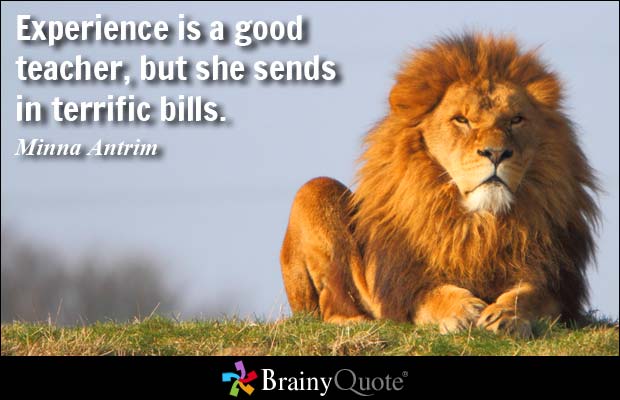 Experience is a good
teacher, but she sends
in terrific bills.
Minna Antrim
BrainyQuote®